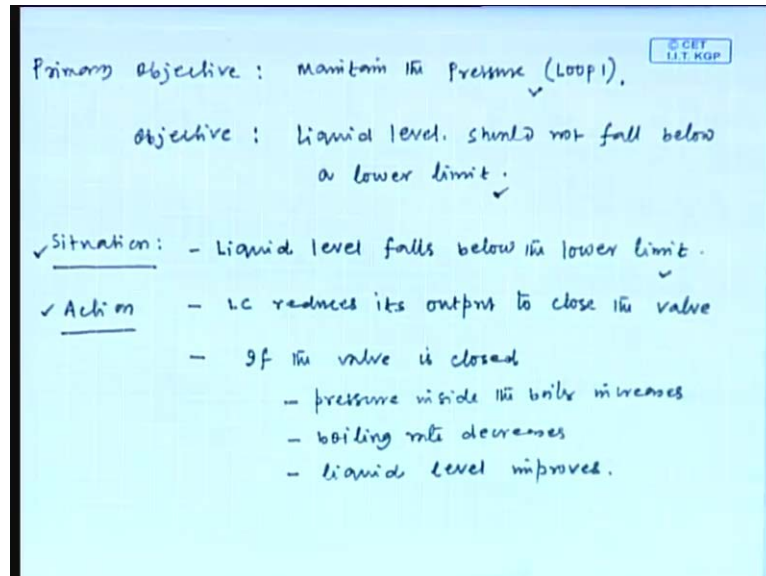 © CET
I.I.T. KGP
Primary Objective : Maintain the Pressure (Loop 1).
Objective : Liquid level. Should not fall below
a lower limit.
Situation: - Liquid level falls below the lower limit.
Action - LC reduces its output to close the valve
- If the valve is closed
- pressure inside the boiler increases
- boiling rate decreases
- liquid level improves.